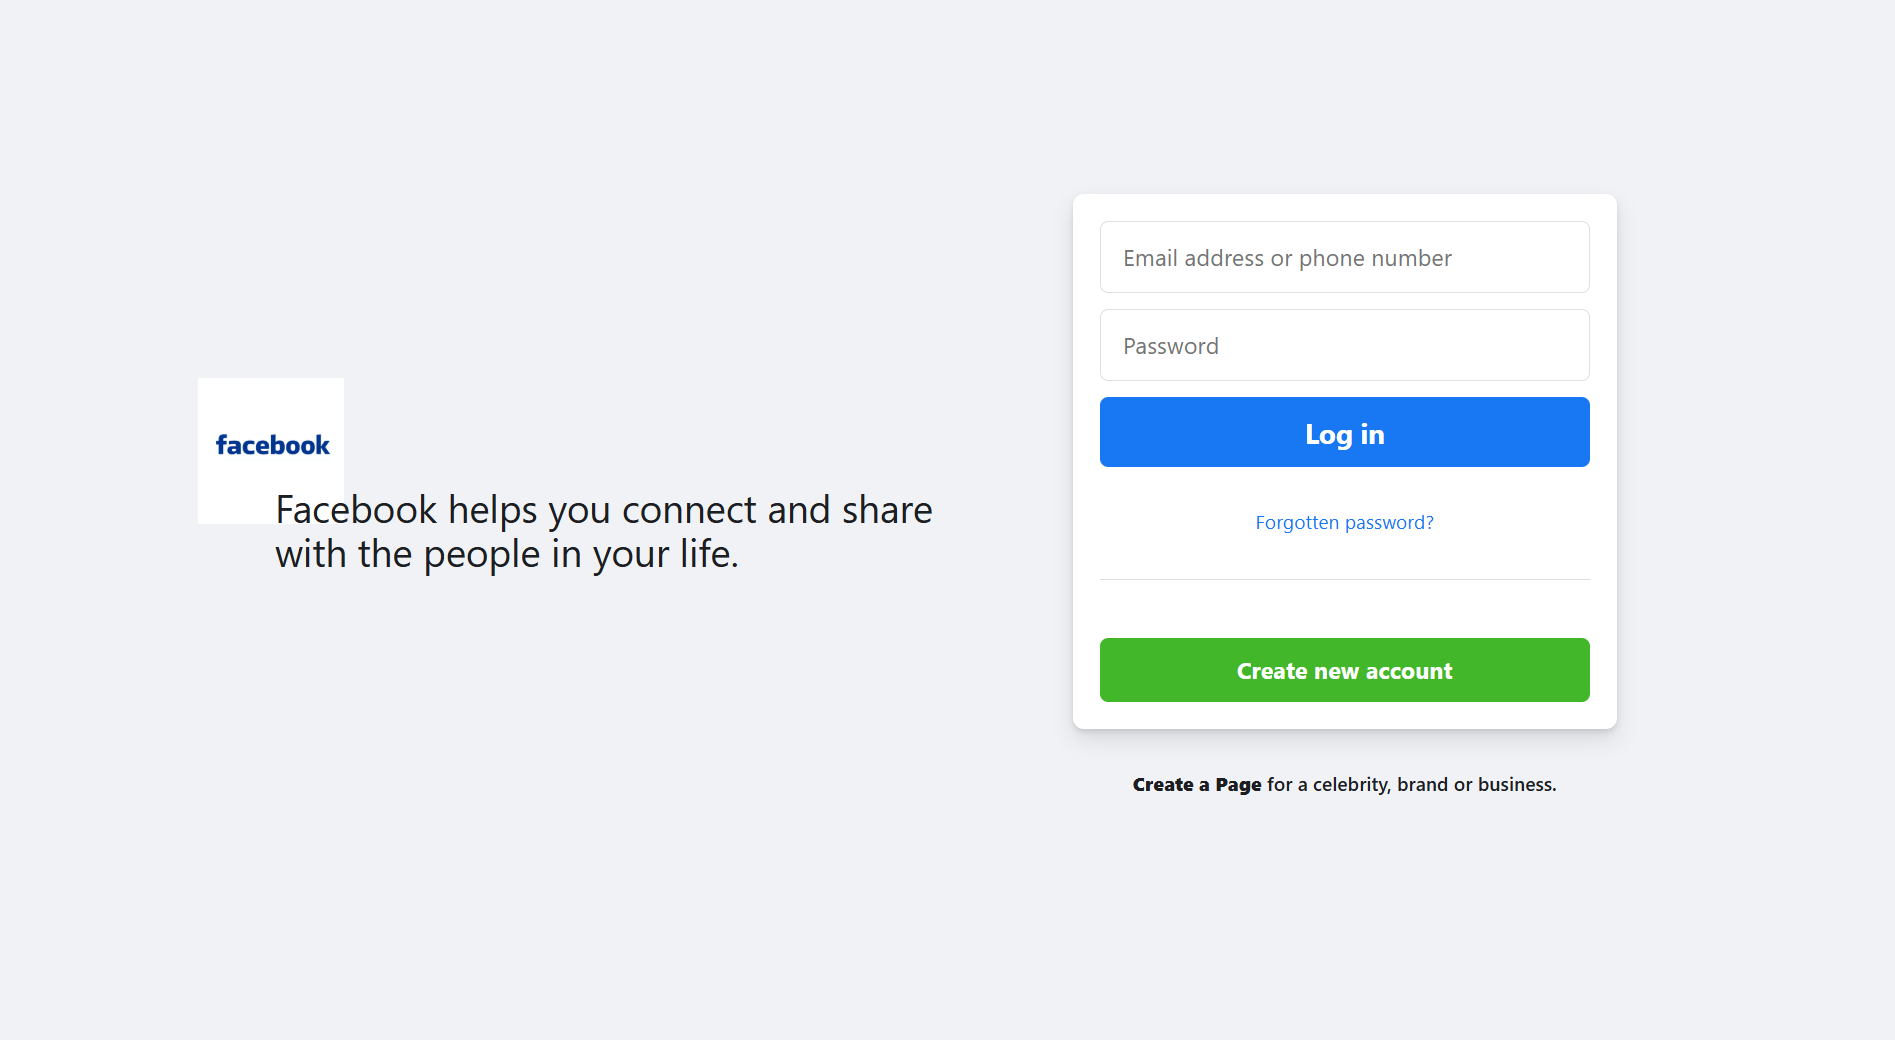 facebook
Facebook helps you connect and share
with the people in your life.
Email address or phone number
Password
Log in
Forgotten password?
Create new account
Create a Page for a celebrity, brand or business.